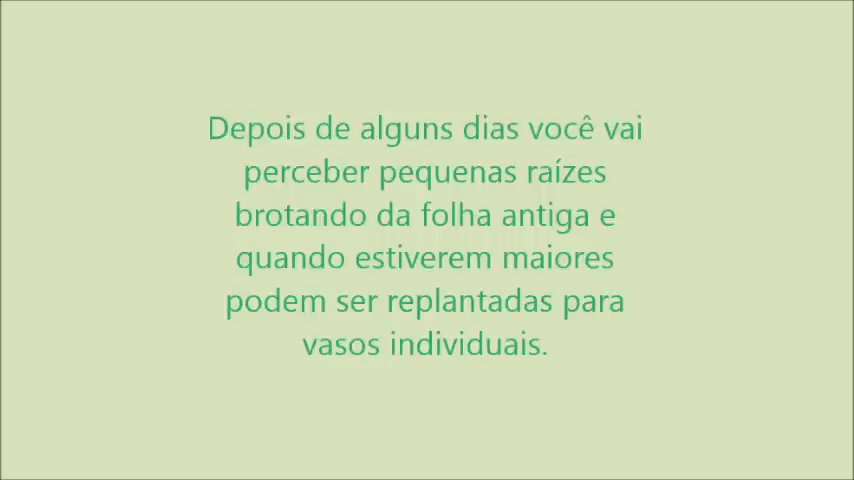 Depois de alguns dias você vai
perceber pequenas raízes
brotando da folha antiga e
quando estiverem maiores
podem ser replantadas para
vasos individuais.